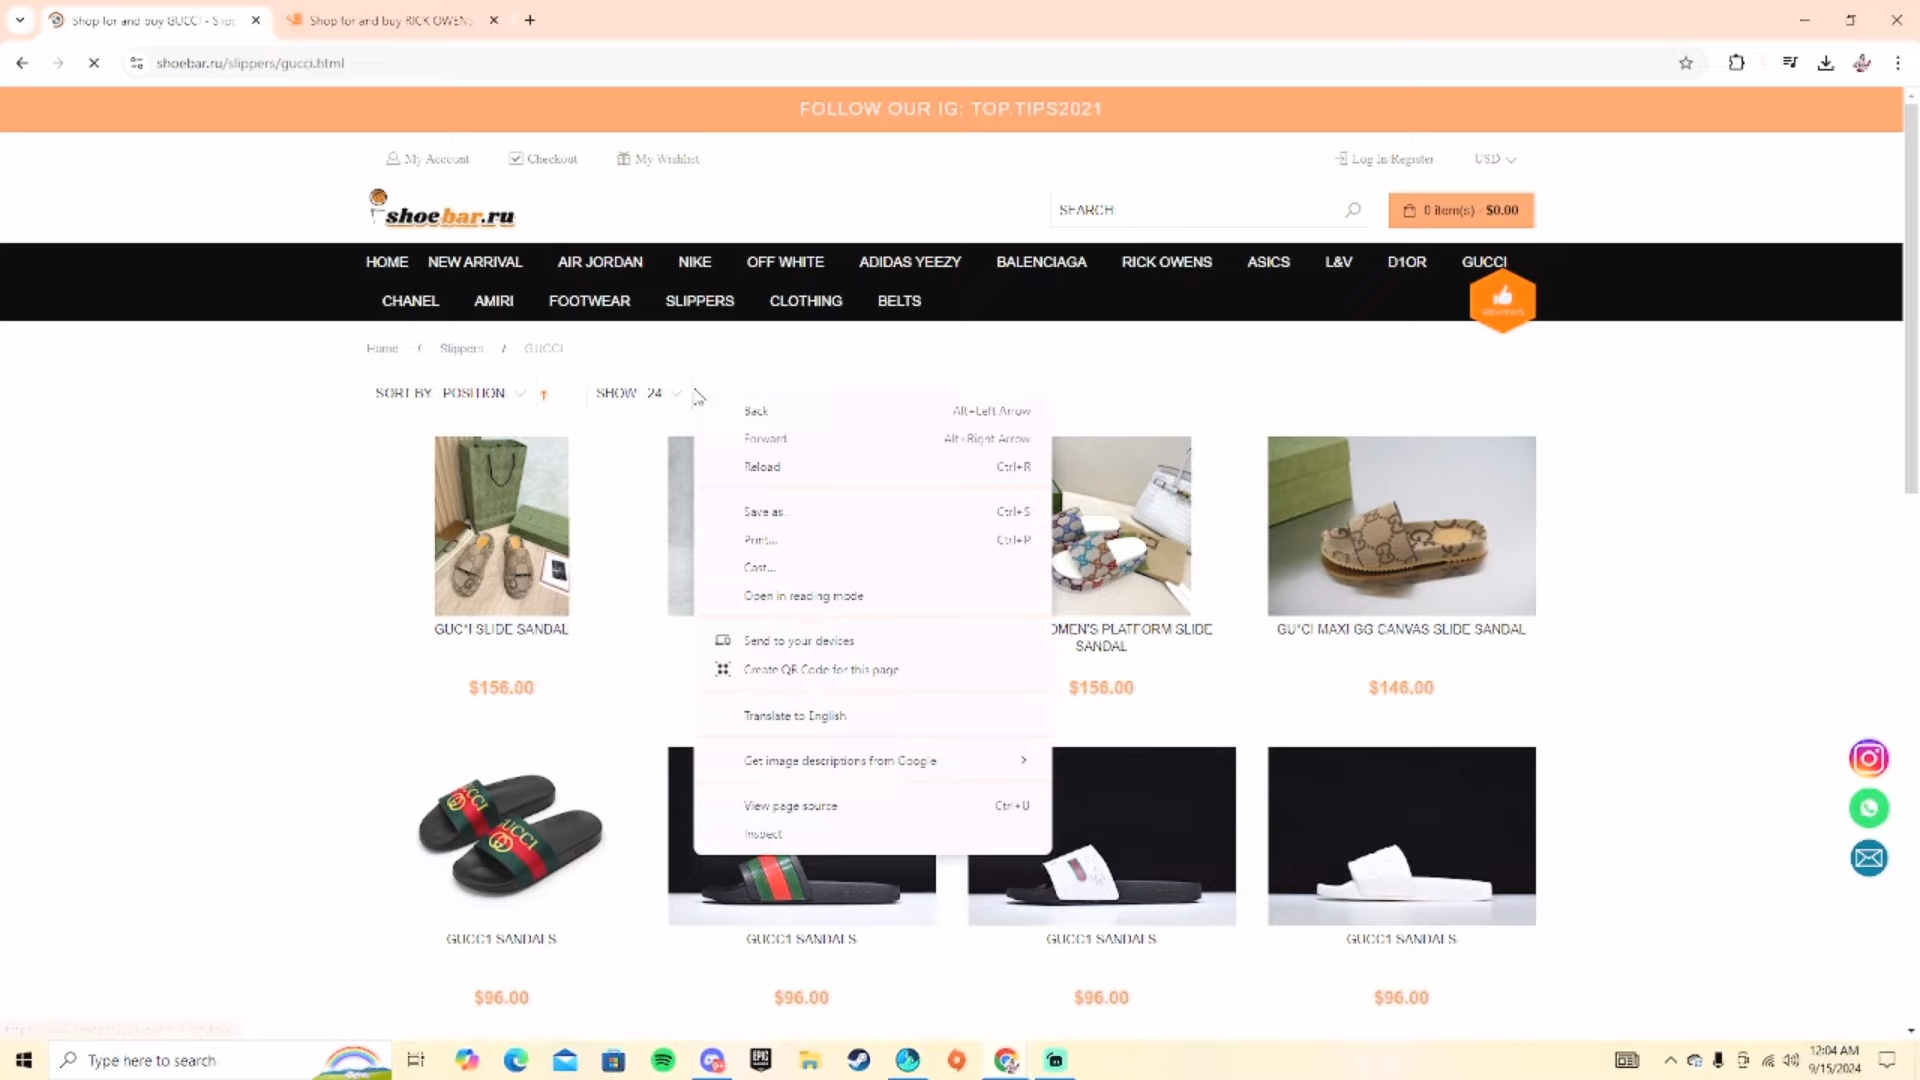 Shop for and buy GUCCI - Slip
Shop for and buy RICK OWENS
shoebar.ru/slippers/gucci.html
FOLLOW OUR IG: TOP.TIPS2021
My Account
Checkout
My Wishlist
Log In/Register
USD
shoebar.ru
SEARCH
0 item(s) - $0.00
HOME NEW ARRIVAL AIR JORDAN NIKE OFF WHITE ADIDAS YEEZY BALENCIAGA RICK OWENS ASICS L&V D1OR GUCCI
CHANEL AMIRI FOOTWEAR SLIPPERS CLOTHING BELTS
REVIEWS
Home / Slippers / GUCCI
SORT BY POSITION
SHOW 24
Back Alt+Left Arrow
Forward Alt+Right Arrow
Reload Ctrl+R
Save as... Ctrl+S
Print... Ctrl+P
Cast...
Open in reading mode
Send to your devices
Create QR Code for this page
Translate to English
Get image descriptions from Google
View page source Ctrl+U
Inspect
GUC*I SLIDE SANDAL
OMEN'S PLATFORM SLIDE
SANDAL
GU*CI MAXI GG CANVAS SLIDE SANDAL
$156.00
$156.00
$146.00
GUCCI
GUCCI
GUCC1 SANDALS
GUCC1 SANDALS
GUCC1 SANDALS
GUCC1 SANDALS
$96.00
$96.00
$96.00
$96.00
Type here to search
EPIC
12:04 AM
9/15/2024